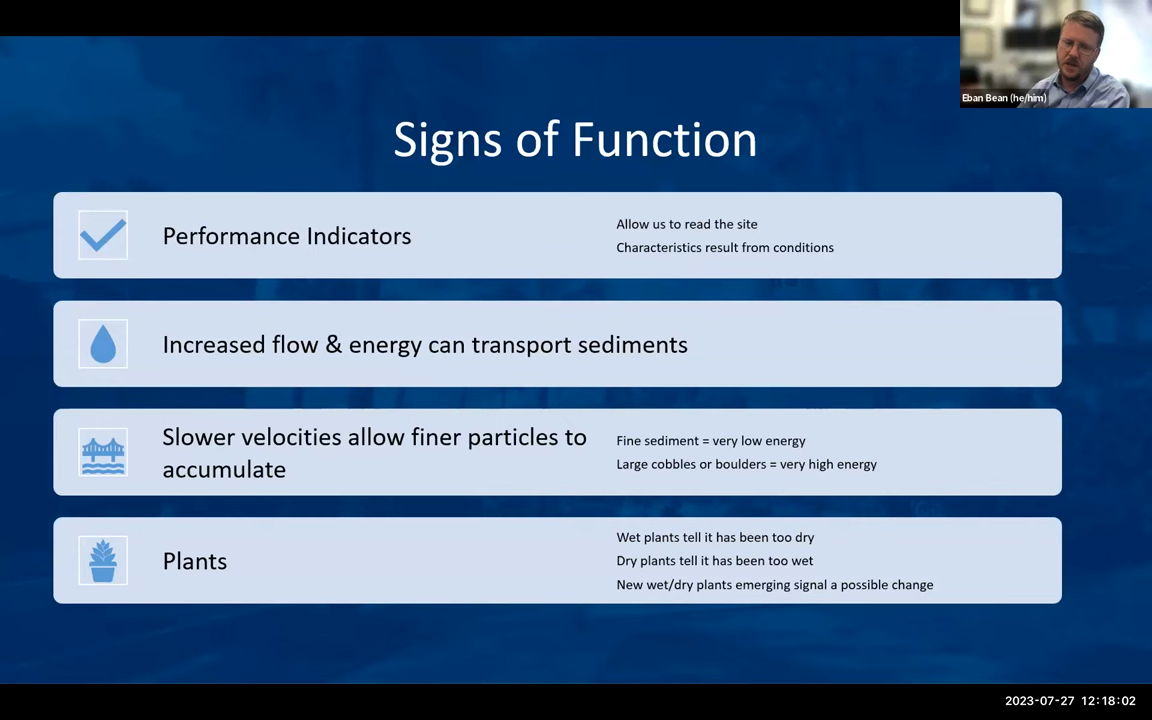 Eban Bean (he/him)
Signs of Function
Performance Indicators
Allow us to read the site
Characteristics result from conditions
Increased flow & energy can transport sediments
Slower velocities allow finer particles to
accumulate
Fine sediment = very low energy
Large cobbles or boulders = very high energy
Plants
Wet plants tell it has been too dry
Dry plants tell it has been too wet
New wet/dry plants emerging signal a possible change
2023-07-27 12:18:02